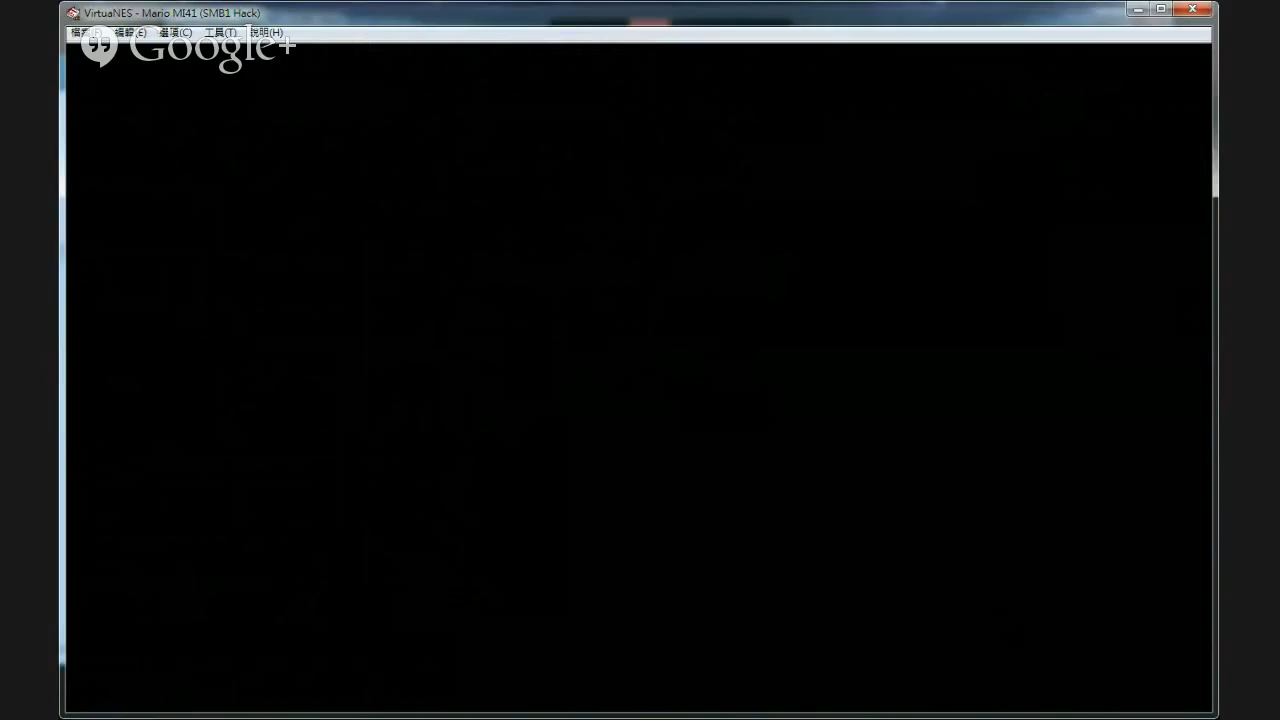 VirtuaNES - Mario MI41 (SMB1 Hack)
編輯(E) 選項(C) 工具(T) 說明(H)
Google+